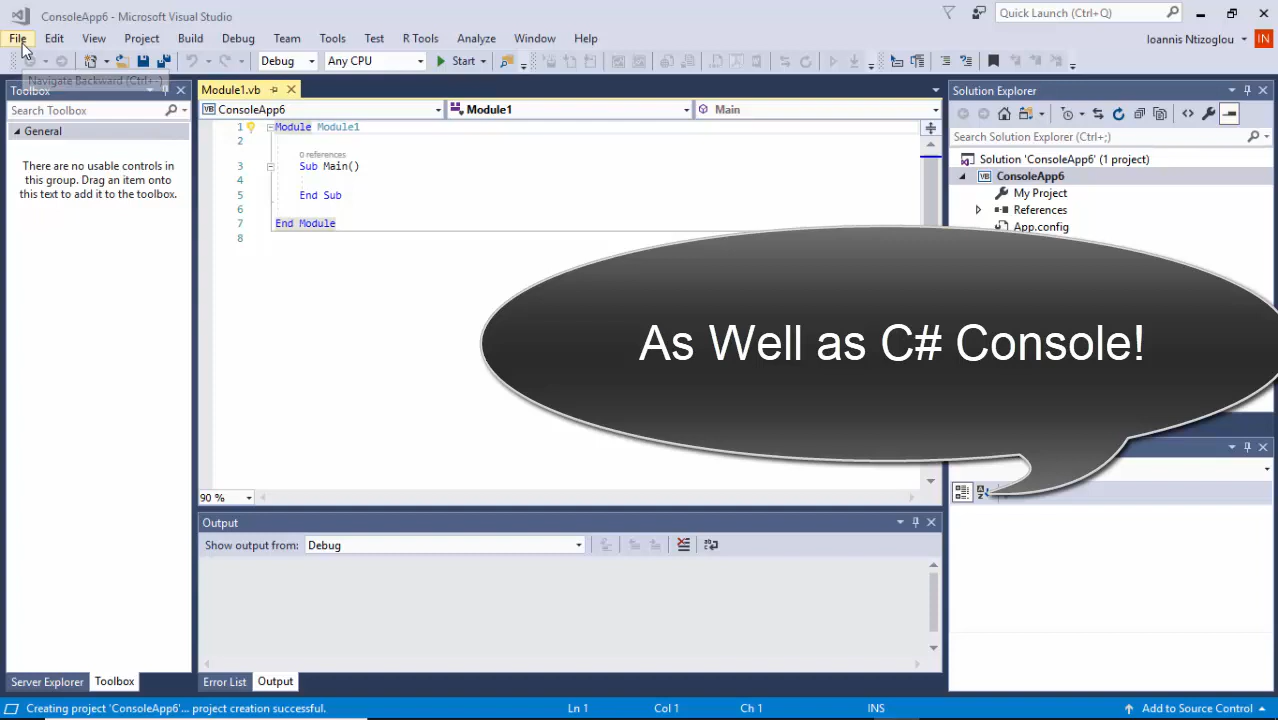 ConsoleApp6 - Microsoft Visual Studio
Quick Launch (Ctrl+Q)
File Edit View Project Build Debug Team Tools Test R Tools Analyze Window Help
Ioannis Ntizoglou IN
Debug Any CPU Start
Navigate Backward (Ctrl+-)
Toolbox
Search Toolbox
General
There are no usable controls in
this group. Drag an item onto
this text to add it to the toolbox.
Server Explorer Toolbox
Module1.vb
VB ConsoleApp6 Module1 Main
1 Module Module1
2
0 references
3 Sub Main()
4
5 End Sub
6
7 End Module
8
90 %
Output
Show output from: Debug
Error List Output
Solution Explorer
Search Solution Explorer (Ctrl+;)
Solution 'ConsoleApp6' (1 project)
VB ConsoleApp6
My Project
References
App.config
As Well as C# Console!
Creating project 'ConsoleApp6'... project creation successful.
Ln 1 Col 1 Ch 1 INS
Add to Source Control